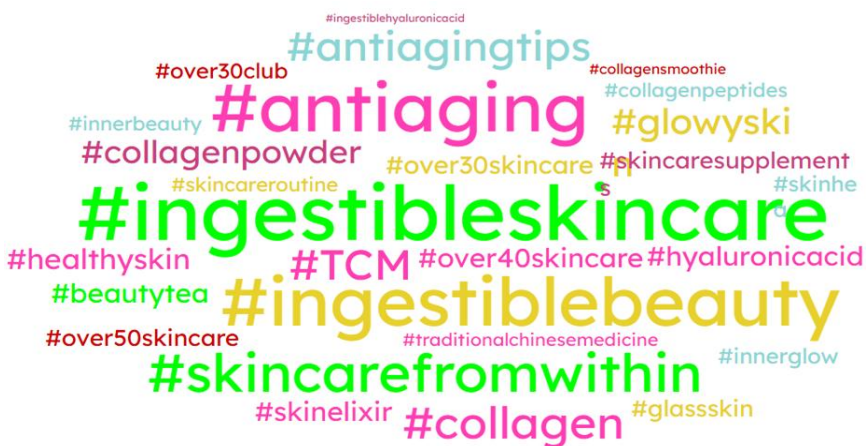 #ingestiblehyaluronicacid
#antiagingtips
#over30club
#collagensmoothie
#antiaging
#collagenpeptides
#innerbeauty
#glowyski
n
#collagenpowder
#over30skincare
#skincaresupplement
s
#skincareroutine
#skinhe
#ingestibleskincare
#healthyskin
#TCM
#over40skincare
#hyaluronicacid
#beautytea
#ingestiblebeauty
#over50skincare
#traditionalchinesemedicine
#innerglow
#skincarefromwithin
#skinelixir
#collagen
#glassskin